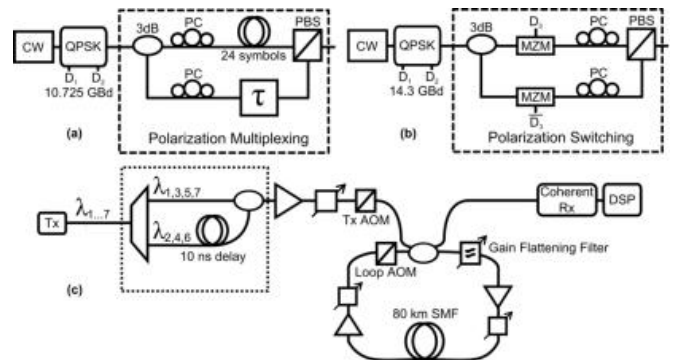 CW
QPSK
D₁ D₂
10.725 GBd
3dB
PC
24 symbols
PBS
PC
τ
(a)
Polarization Multiplexing
CW
QPSK
D₁ D₂
14.3 GBd
3dB
D₃
MZM
PC
PBS
PC
MZM
D̅₃
(b)
Polarization Switching
Tx
λ₁...₇
λ₁,₃,₅,₇
λ₂,₄,₆
10 ns delay
(c)
Tx AOM
Loop AOM
Gain Flattening Filter
80 km SMF
Coherent
Rx
DSP